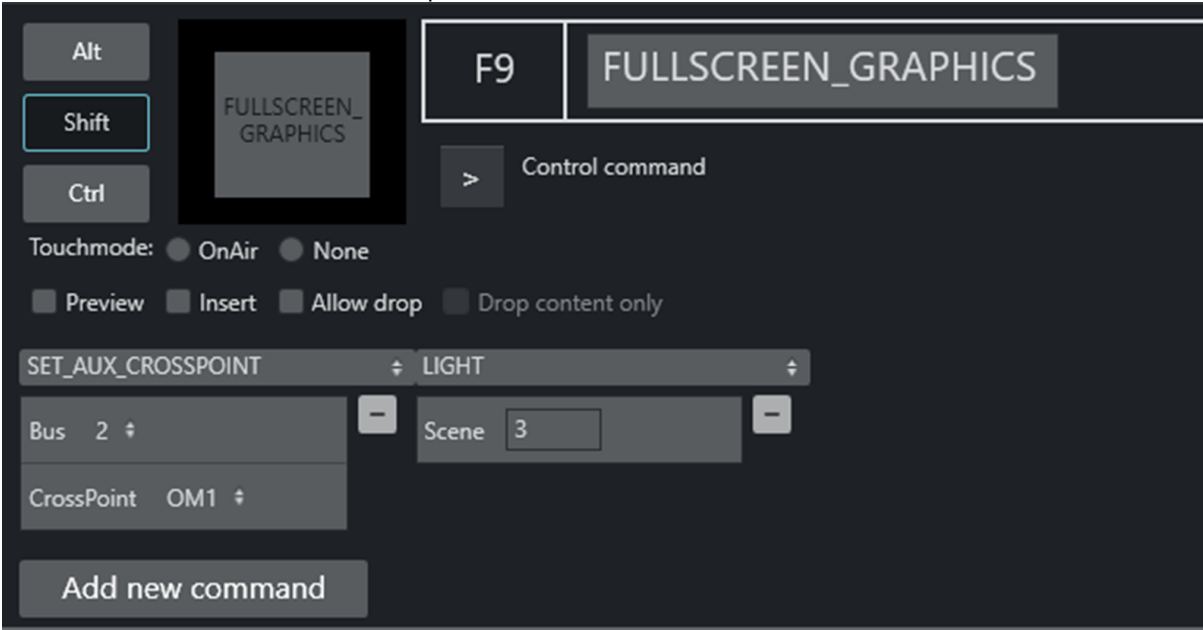 Alt
Shift
Ctrl
FULLSCREEN_
GRAPHICS
F9
FULLSCREEN_GRAPHICS
>
Control command
Touchmode: OnAir None
Preview Insert Allow drop Drop content only
SET_AUX_CROSSPOINT
LIGHT
Bus 2
−
Scene 3
−
CrossPoint OM1
Add new command